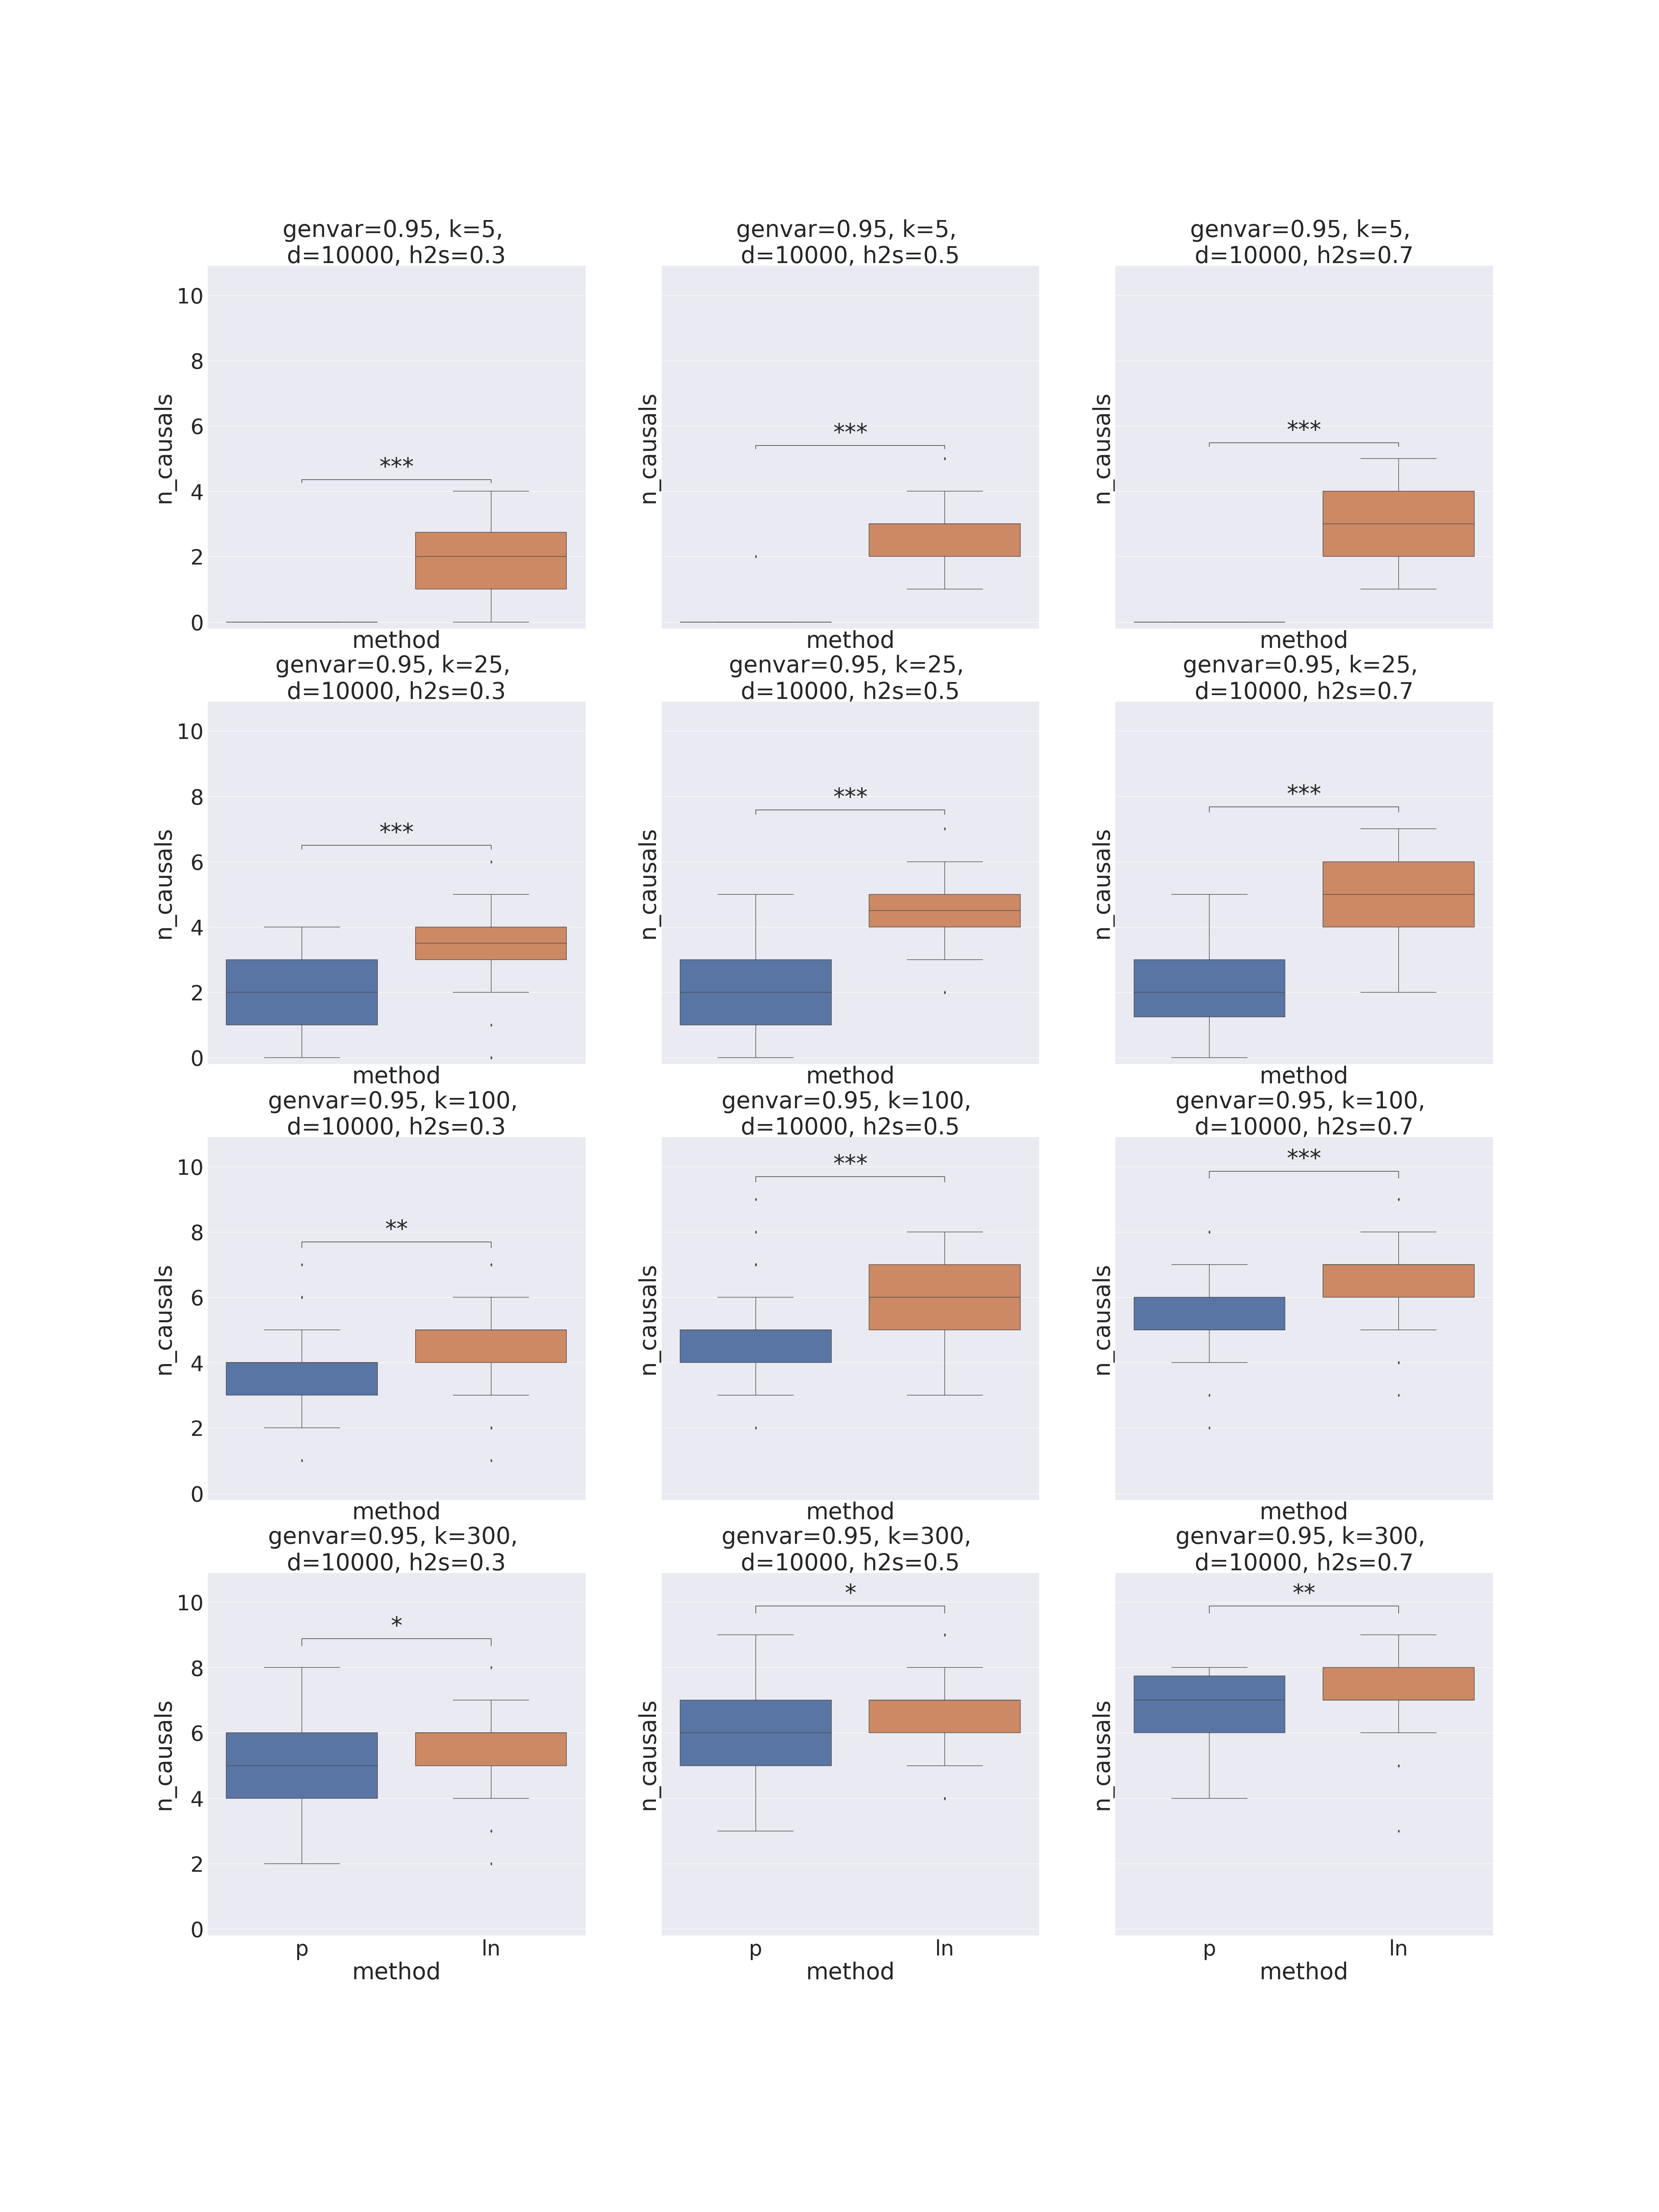 genvar=0.95, k=5,
d=10000, h2s=0.3
genvar=0.95, k=5,
d=10000, h2s=0.5
genvar=0.95, k=5,
d=10000, h2s=0.7
10
8
6
4
2
0
n_causals
***
method
n_causals
***
method
n_causals
***
method
genvar=0.95, k=25,
d=10000, h2s=0.3
genvar=0.95, k=25,
d=10000, h2s=0.5
genvar=0.95, k=25,
d=10000, h2s=0.7
10
8
6
4
2
0
n_causals
***
method
n_causals
***
method
n_causals
***
method
genvar=0.95, k=100,
d=10000, h2s=0.3
genvar=0.95, k=100,
d=10000, h2s=0.5
genvar=0.95, k=100,
d=10000, h2s=0.7
10
8
6
4
2
0
n_causals
**
method
n_causals
***
method
n_causals
***
method
genvar=0.95, k=300,
d=10000, h2s=0.3
genvar=0.95, k=300,
d=10000, h2s=0.5
genvar=0.95, k=300,
d=10000, h2s=0.7
10
8
6
4
2
0
n_causals
*
p ln
method
n_causals
*
p ln
method
n_causals
**
p ln
method